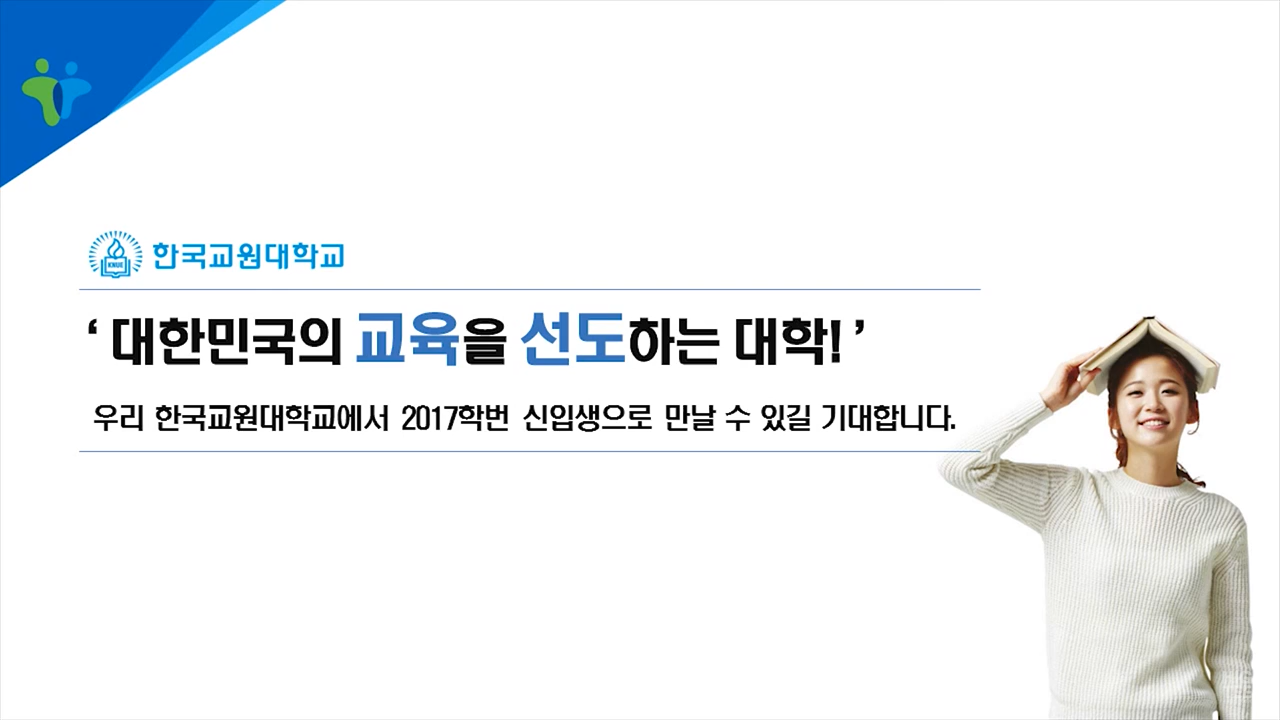 KNUE
한국교원대학교
‘ 대한민국의 교육을 선도하는 대학! ’
우리 한국교원대학교에서 2017학번 신입생으로 만날 수 있길 기대합니다.